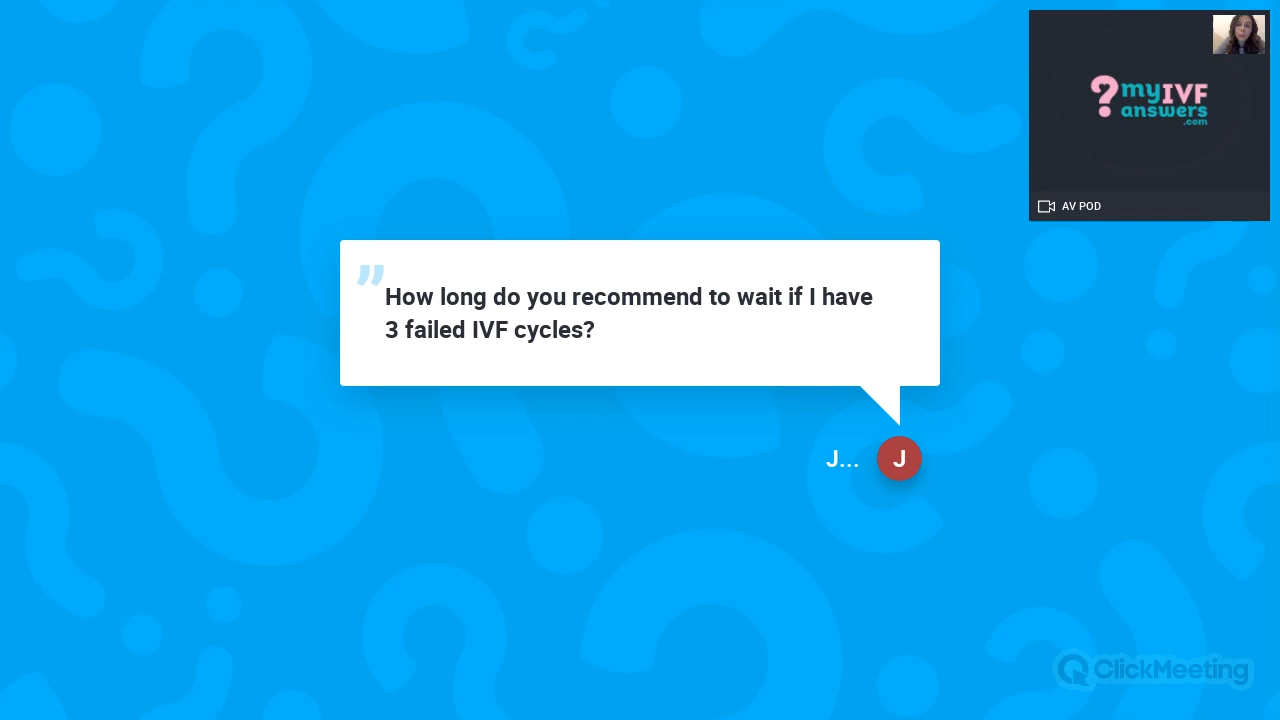 ?myIVF
answers
.com
AV POD
” How long do you recommend to wait if I have
3 failed IVF cycles?
J... J
ClickMeeting